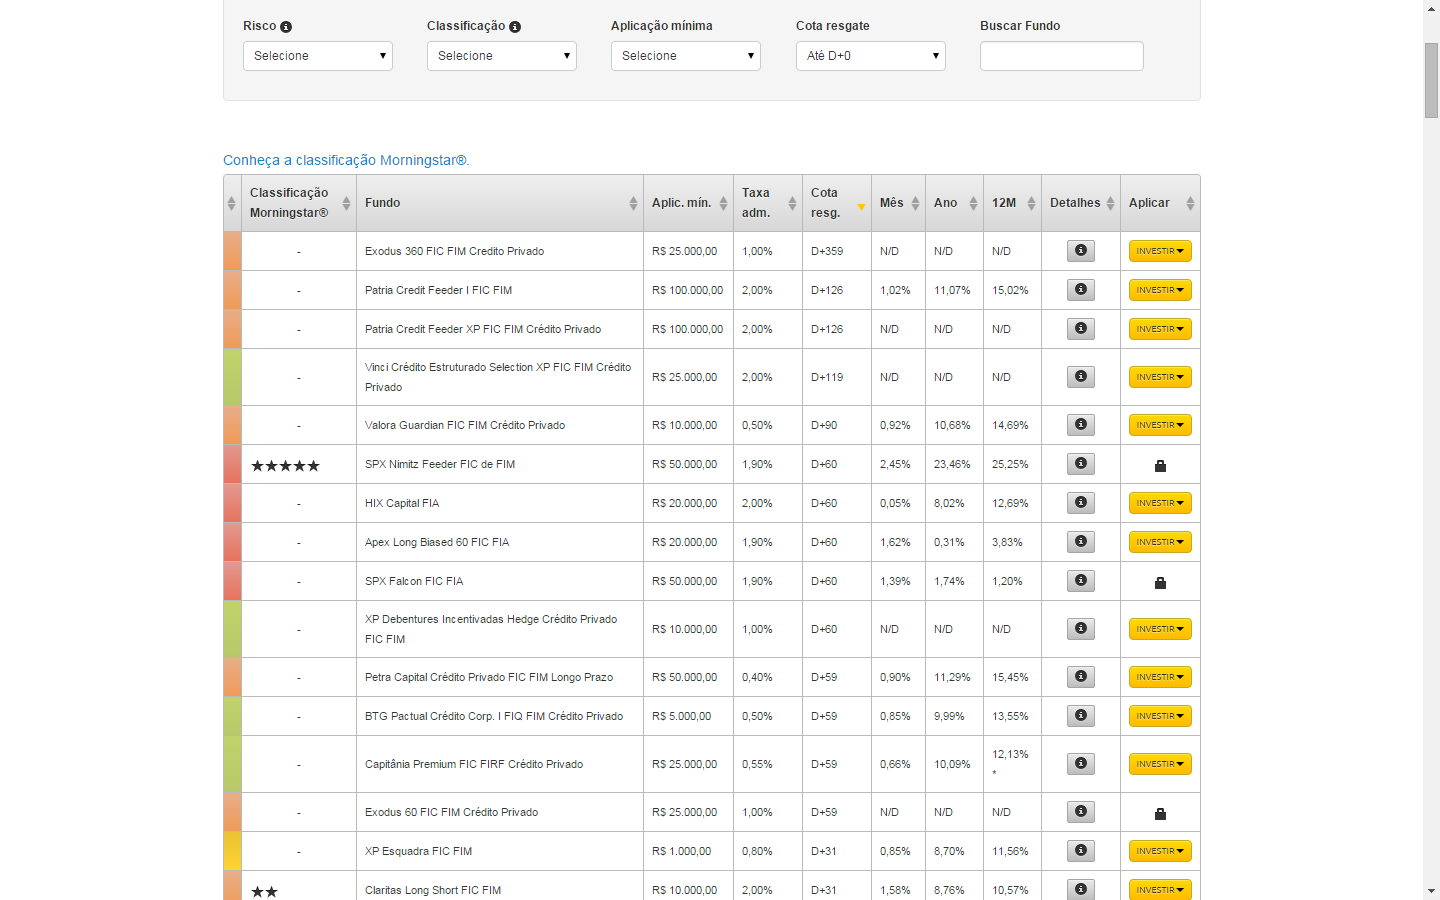 Risco
Classificação
Aplicação mínima
Cota resgate
Buscar Fundo
Selecione
Selecione
Selecione
Até D+0
Conheça a classificação Morningstar®.
Classificação Morningstar® Fundo Aplic. mín. Taxa adm. Cota resg. Mês Ano 12M Detalhes Aplicar
- Exodus 360 FIC FIM Credito Privado R$ 25.000,00 1,00% D+359 N/D N/D N/D INVESTIR
- Patria Credit Feeder I FIC FIM R$ 100.000,00 2,00% D+126 1,02% 11,07% 15,02% INVESTIR
- Patria Credit Feeder XP FIC FIM Crédito Privado R$ 100.000,00 2,00% D+126 N/D N/D N/D INVESTIR
- Vinci Crédito Estruturado Selection XP FIC FIM Crédito Privado R$ 25.000,00 2,00% D+119 N/D N/D N/D INVESTIR
- Valora Guardian FIC FIM Crédito Privado R$ 10.000,00 0,50% D+90 0,92% 10,68% 14,69% INVESTIR
★★★★★ SPX Nimitz Feeder FIC de FIM R$ 50.000,00 1,90% D+60 2,45% 23,46% 25,25%
- HIX Capital FIA R$ 20.000,00 2,00% D+60 0,05% 8,02% 12,69% INVESTIR
- Apex Long Biased 60 FIC FIA R$ 20.000,00 1,90% D+60 1,62% 0,31% 3,83% INVESTIR
- SPX Falcon FIC FIA R$ 50.000,00 1,90% D+60 1,39% 1,74% 1,20%
- XP Debentures Incentivadas Hedge Crédito Privado FIC FIM R$ 10.000,00 1,00% D+60 N/D N/D N/D INVESTIR
- Petra Capital Crédito Privado FIC FIM Longo Prazo R$ 50.000,00 0,40% D+59 0,90% 11,29% 15,45% INVESTIR
- BTG Pactual Crédito Corp. I FIQ FIM Crédito Privado R$ 5.000,00 0,50% D+59 0,85% 9,99% 13,55% INVESTIR
- Capitânia Premium FIC FIRF Crédito Privado R$ 25.000,00 0,55% D+59 0,66% 10,09% 12,13% * INVESTIR
- Exodus 60 FIC FIM Crédito Privado R$ 25.000,00 1,00% D+59 N/D N/D N/D
- XP Esquadra FIC FIM R$ 1.000,00 0,80% D+31 0,85% 8,70% 11,56% INVESTIR
★★ Claritas Long Short FIC FIM R$ 10.000,00 2,00% D+31 1,58% 8,76% 10,57% INVESTIR